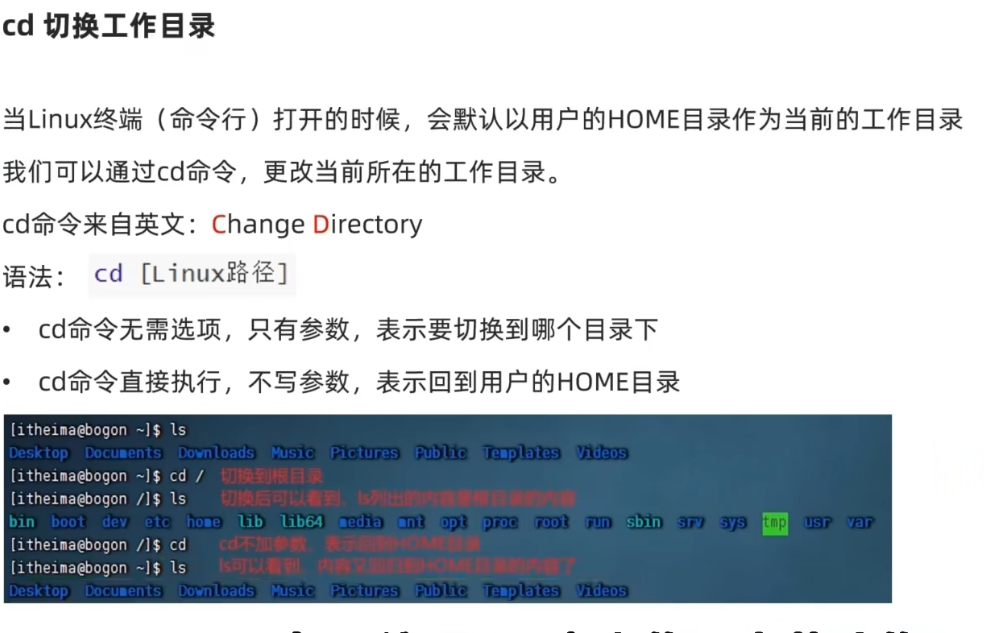 cd 切换工作目录
当Linux终端（命令行）打开的时候，会默认以用户的HOME目录作为当前的工作目录
我们可以通过cd命令，更改当前所在的工作目录。
cd命令来自英文：Change Directory
语法： cd [Linux路径]
• cd命令无需选项，只有参数，表示要切换到哪个目录下
• cd命令直接执行，不写参数，表示回到用户的HOME目录
[itheima@bogon ~]$ ls
Desktop Documents Downloads Music Pictures Public Templates Videos
[itheima@bogon ~]$ cd / 切换到根目录
[itheima@bogon /]$ ls 切换后可以看到，ls列出的内容是根目录的内容
bin boot dev etc home lib lib64 media mnt opt proc root run sbin srv sys tmp usr var
[itheima@bogon /]$ cd cd不加参数，表示回到HOME目录
[itheima@bogon ~]$ ls ls可以看到，内容又回归到HOME目录的内容了
Desktop Documents Downloads Music Pictures Public Templates Videos